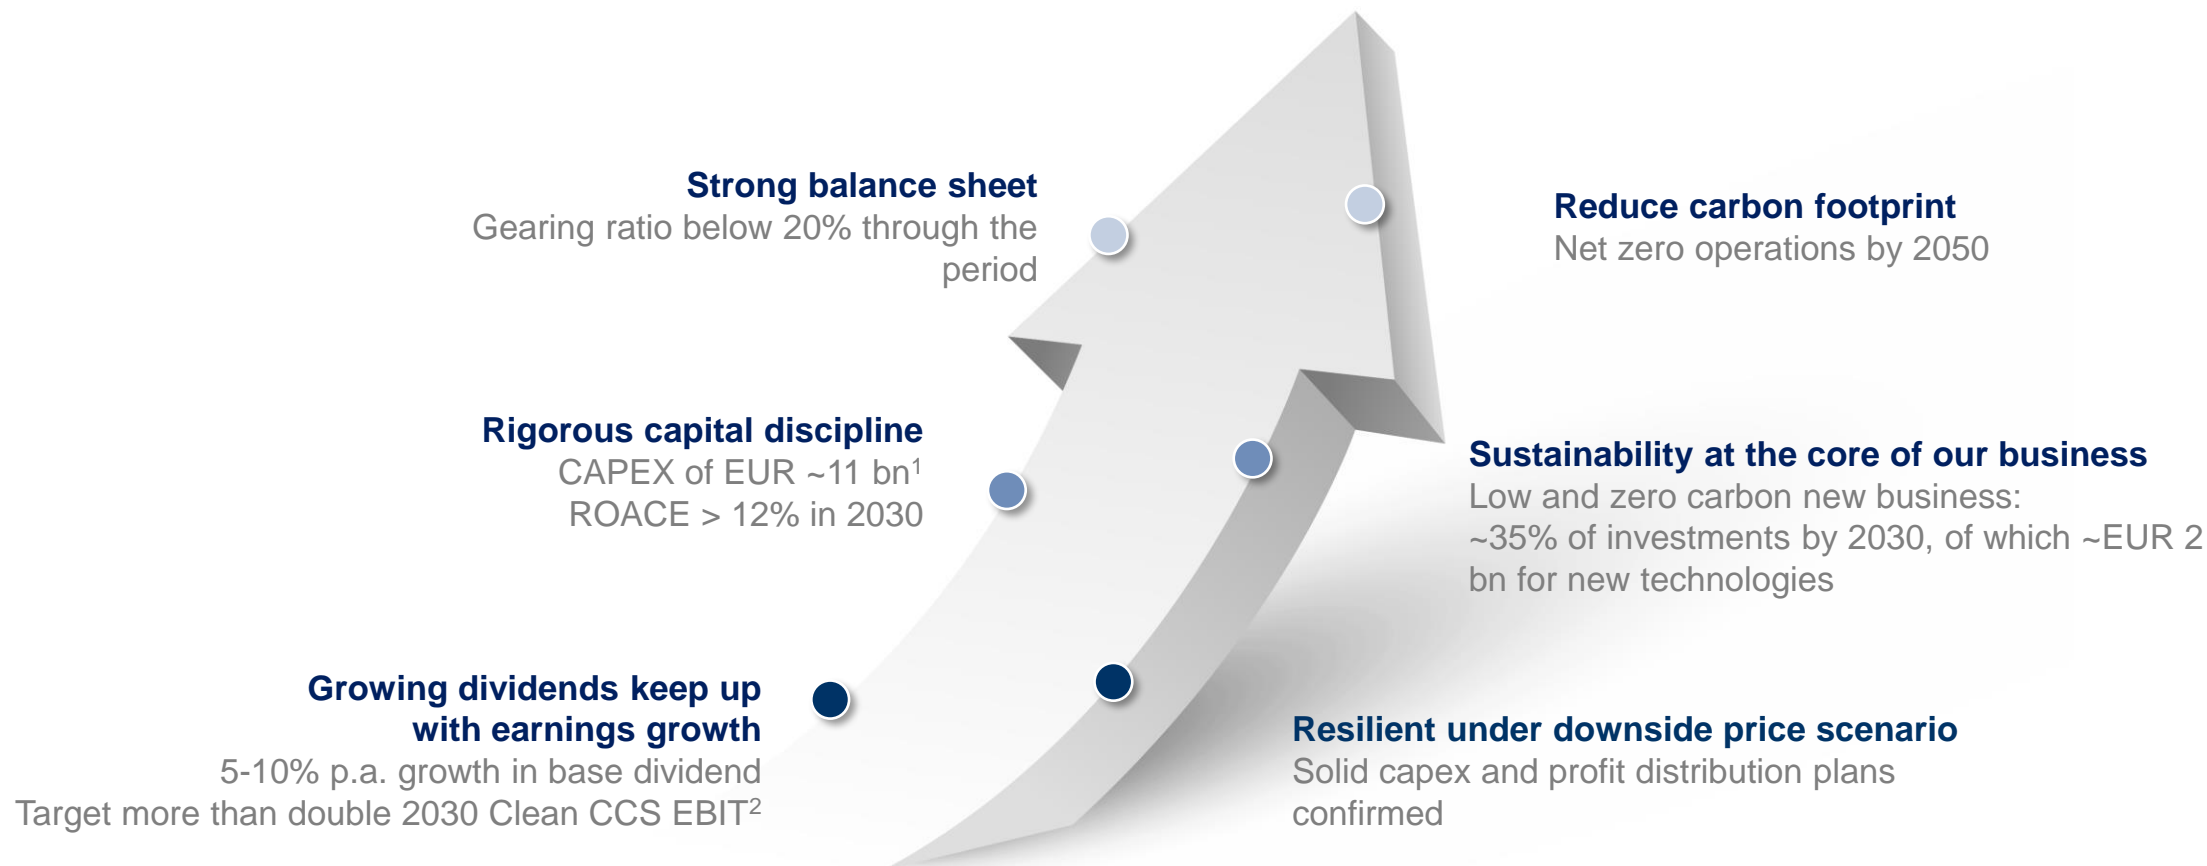 Strong balance sheet
Gearing ratio below 20% through the
period
Rigorous capital discipline
CAPEX of EUR ~11 bn¹
ROACE > 12% in 2030
Growing dividends keep up
with earnings growth
5-10% p.a. growth in base dividend
Target more than double 2030 Clean CCS EBIT²
Reduce carbon footprint
Net zero operations by 2050
Sustainability at the core of our business
Low and zero carbon new business:
~35% of investments by 2030, of which ~EUR 2
bn for new technologies
Resilient under downside price scenario
Solid capex and profit distribution plans
confirmed